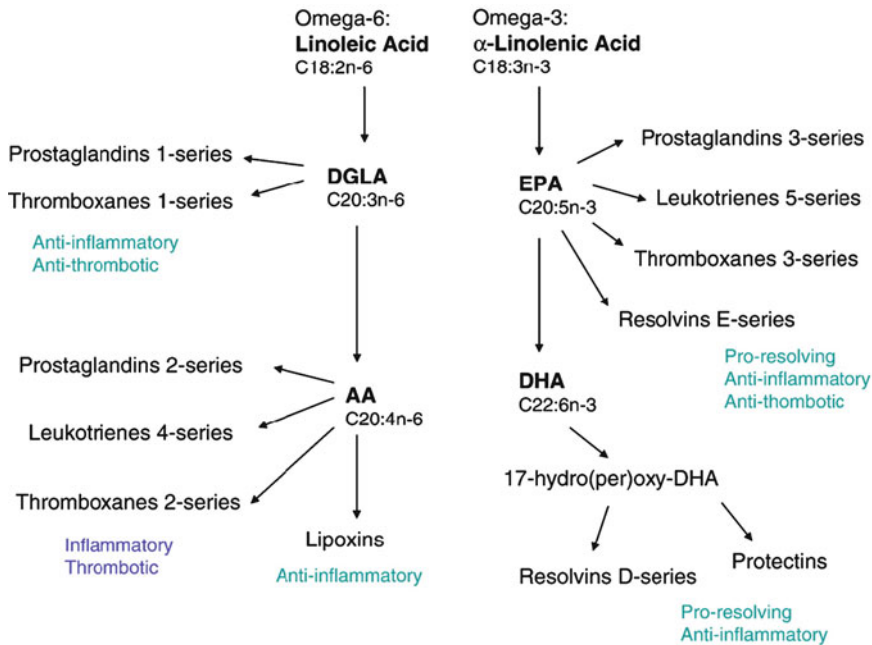 Omega-6:
Linoleic Acid
C18:2n-6
Prostaglandins 1-series
Thromboxanes 1-series
Anti-inflammatory
Anti-thrombotic
DGLA
C20:3n-6
Prostaglandins 2-series
Leukotrienes 4-series
Thromboxanes 2-series
Inflammatory
Thrombotic
AA
C20:4n-6
Lipoxins
Anti-inflammatory
Omega-3:
α-Linolenic Acid
C18:3n-3
EPA
C20:5n-3
Prostaglandins 3-series
Leukotrienes 5-series
Thromboxanes 3-series
Resolvins E-series
Pro-resolving
Anti-inflammatory
Anti-thombotic
DHA
C22:6n-3
17-hydro(per)oxy-DHA
Resolvins D-series
Protectins
Pro-resolving
Anti-inflammatory